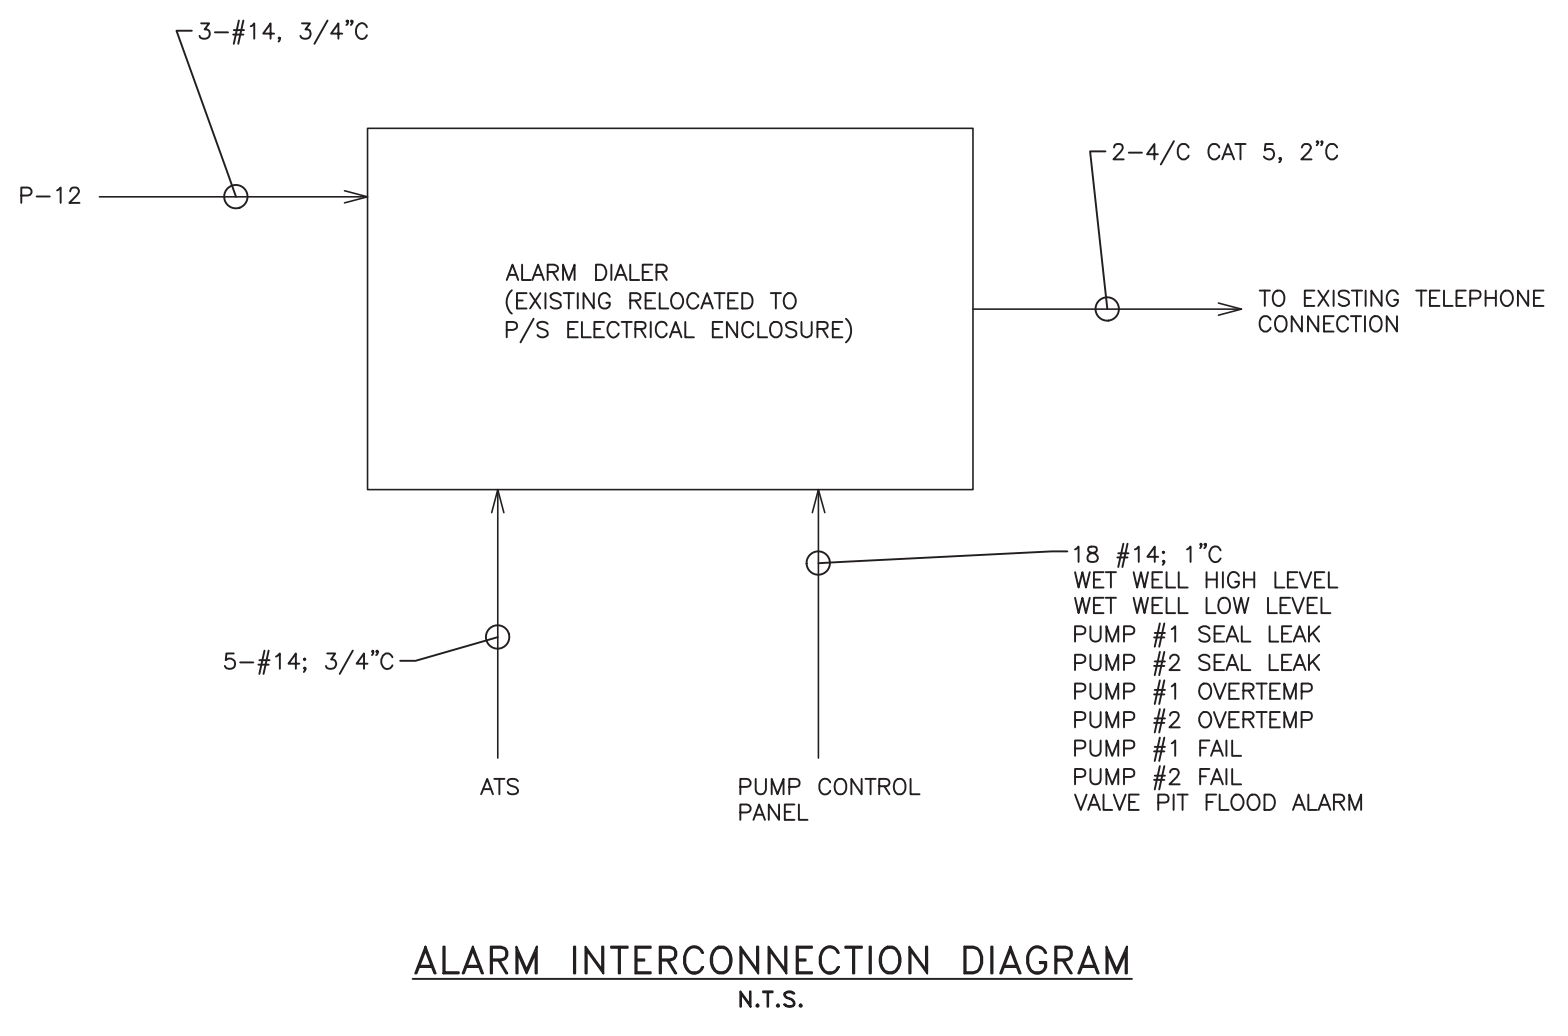 3-#14, 3/4"C
2-4/C CAT 5, 2"C
P-12
ALARM DIALER
(EXISTING RELOCATED TO
P/S ELECTRICAL ENCLOSURE)
TO EXISTING TELEPHONE
CONNECTION
18 #14; 1"C
WET WELL HIGH LEVEL
WET WELL LOW LEVEL
PUMP #1 SEAL LEAK
PUMP #2 SEAL LEAK
PUMP #1 OVERTEMP
PUMP #2 OVERTEMP
PUMP #1 FAIL
PUMP #2 FAIL
VALVE PIT FLOOD ALARM
5-#14; 3/4"C
ATS
PUMP CONTROL
PANEL
ALARM INTERCONNECTION DIAGRAM
N.T.S.